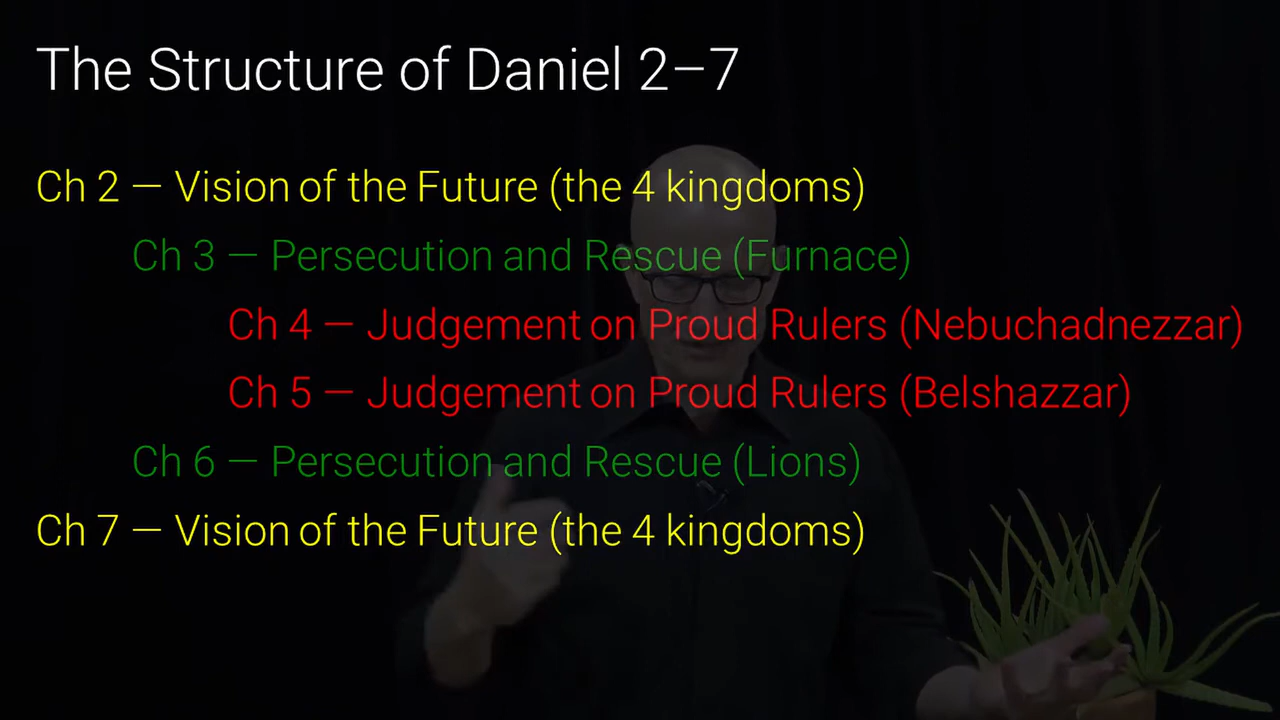 The Structure of Daniel 2–7
Ch 2 — Vision of the Future (the 4 kingdoms)
Ch 3 — Persecution and Rescue (Furnace)
Ch 4 — Judgement on Proud Rulers (Nebuchadnezzar)
Ch 5 — Judgement on Proud Rulers (Belshazzar)
Ch 6 — Persecution and Rescue (Lions)
Ch 7 — Vision of the Future (the 4 kingdoms)